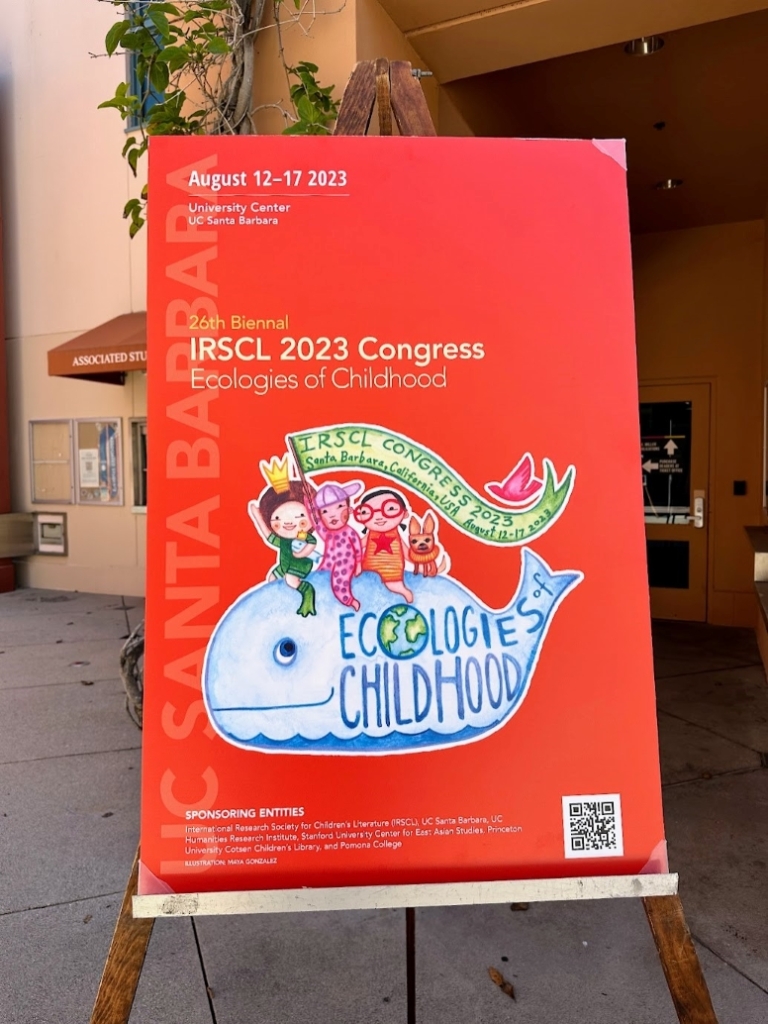 August 12–17 2023
University Center
UC Santa Barbara
UC SANTA BARBARA
26th Biennal
IRSCL 2023 Congress
Ecologies of Childhood
ASSOCIATED STU
IRSCL CONGRESS 2023
Santa Barbara, California, USA August 12-17 2023
ECOLOGIES of
CHILDHOOD
SPONSORING ENTITIES
International Research Society for Children's Literature (IRSCL), UC Santa Barbara, UC
Humanities Research Institute, Stanford University Center for East Asian Studies, Princeton
University Cotsen Children's Library, and Pomona College
ILLUSTRATION: MAYA GONZALEZ